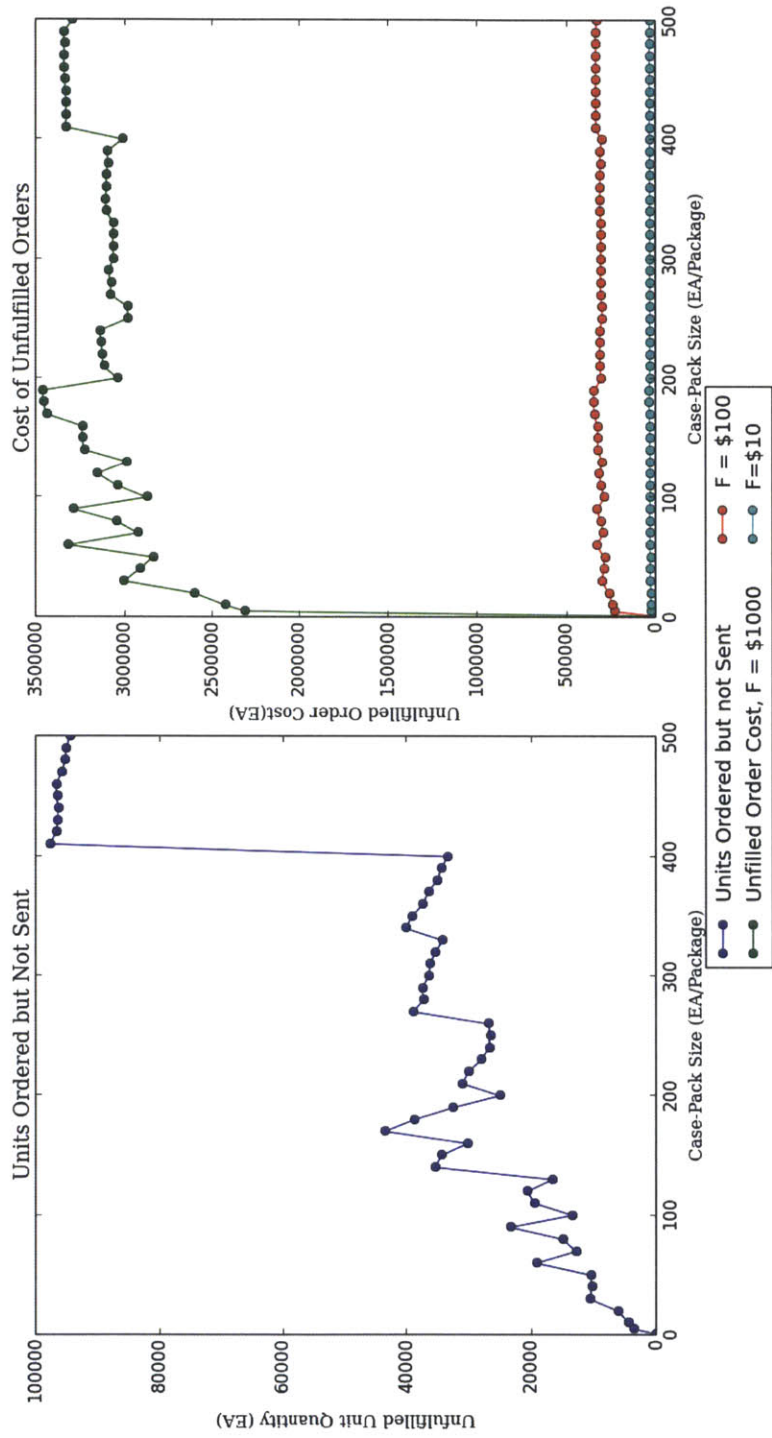 Units Ordered but Not Sent
100000
80000
60000
40000
20000
0
Unfulfilled Unit Quantity (EA)
0
100
200
300
400
500
Case-Pack Size (EA/Package)
Cost of Unfulfilled Orders
3500000
3000000
2500000
2000000
1500000
1000000
500000
0
Unfulfilled Order Cost(EA)
0
100
200
300
400
500
Case-Pack Size (EA/Package)
Units Ordered but not Sent
Unfilled Order Cost, F = $1000
F = $100
F=$10